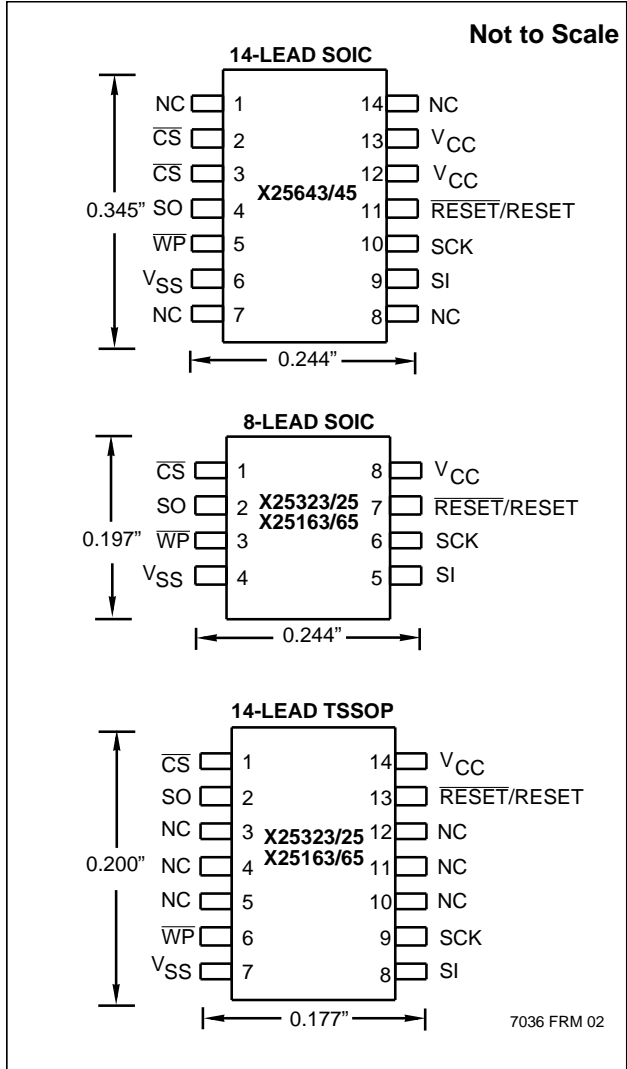 Not to Scale
14-LEAD SOIC
NC 1 14 NC
CS 2 13 VCC
CS 3 12 VCC
X25643/45
0.345”
SO 4 11 RESET/RESET
WP 5 10 SCK
VSS 6 9 SI
NC 7 8 NC
0.244”
8-LEAD SOIC
CS 1 8 VCC
SO 2 X25323/25 7 RESET/RESET
X25163/65
0.197” WP 3 6 SCK
VSS 4 5 SI
0.244”
14-LEAD TSSOP
CS 1 14 VCC
SO 2 13 RESET/RESET
NC 3 X25323/25 12 NC
X25163/65
0.200” NC 4 11 NC
NC 5 10 NC
WP 6 9 SCK
VSS 7 8 SI
0.177”
7036 FRM 02